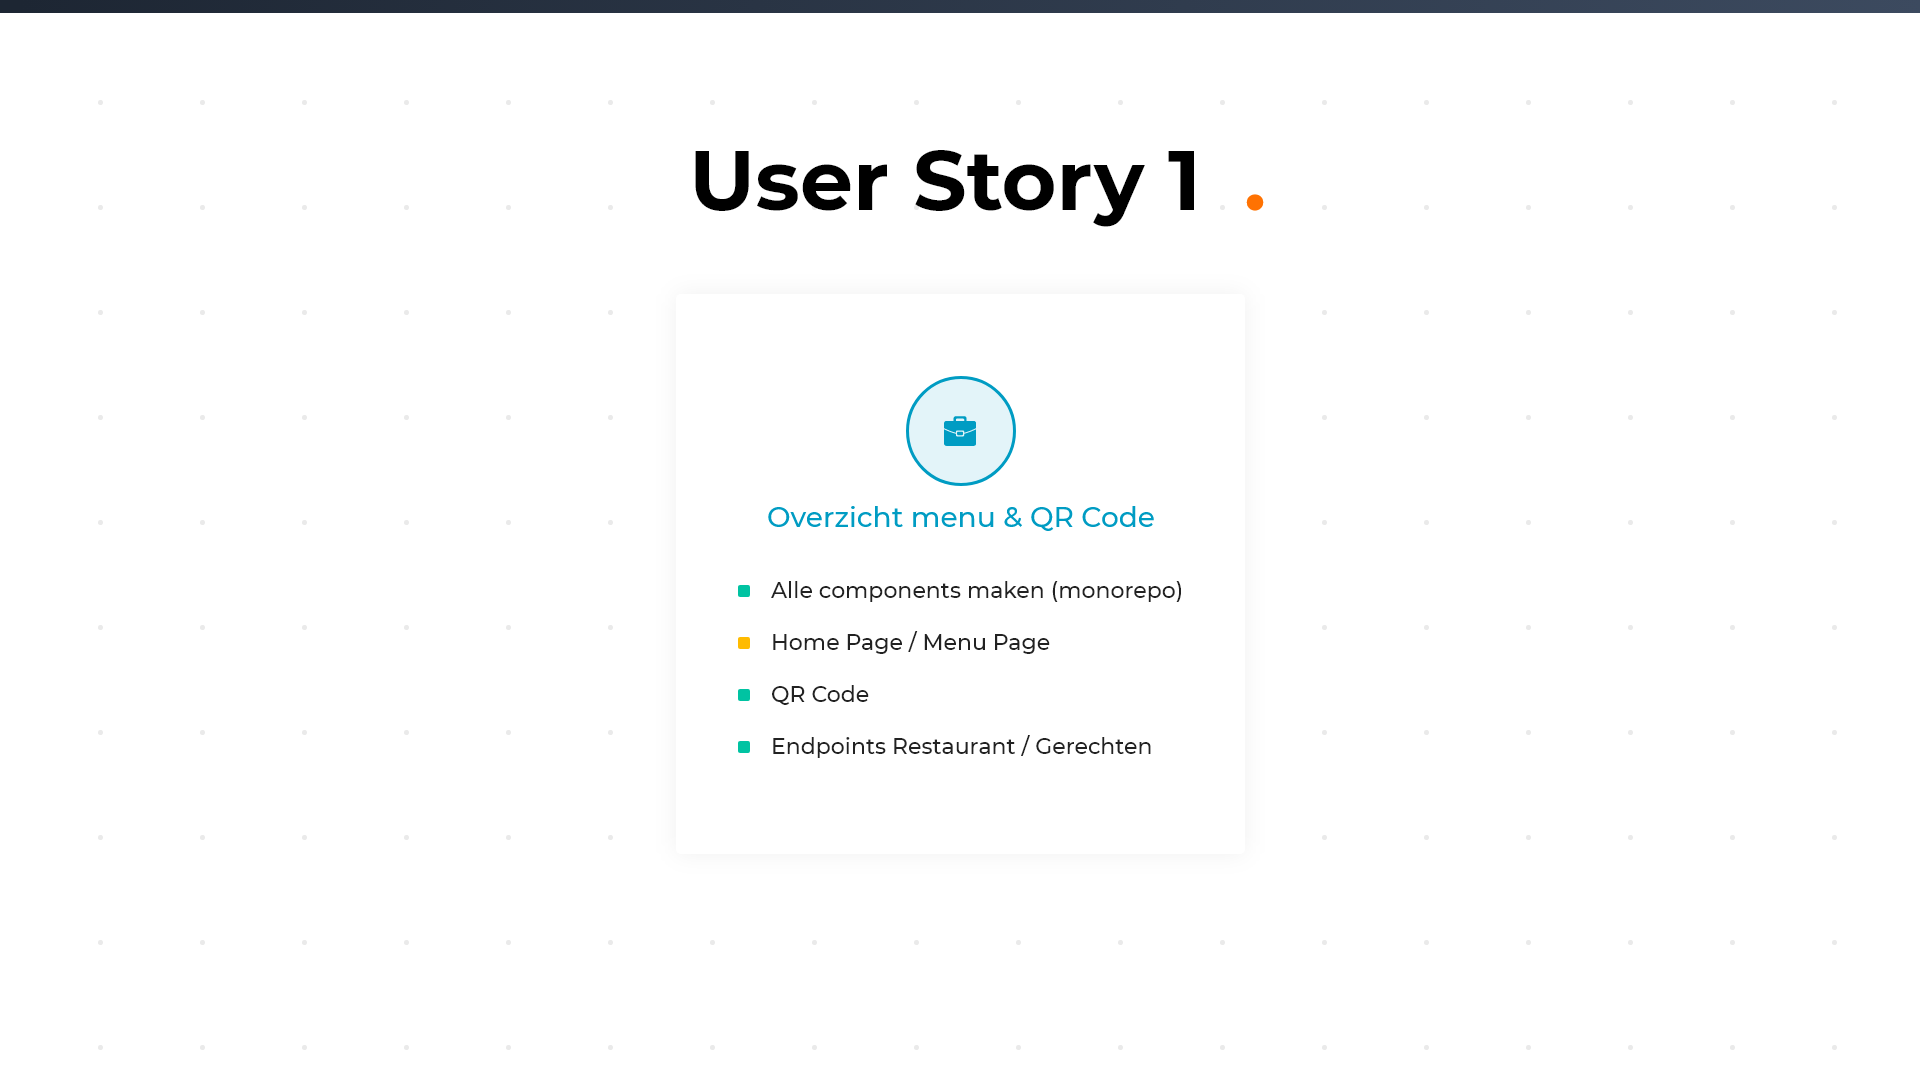 User Story 1 .
Overzicht menu & QR Code
Alle components maken (monorepo)
Home Page / Menu Page
QR Code
Endpoints Restaurant / Gerechten